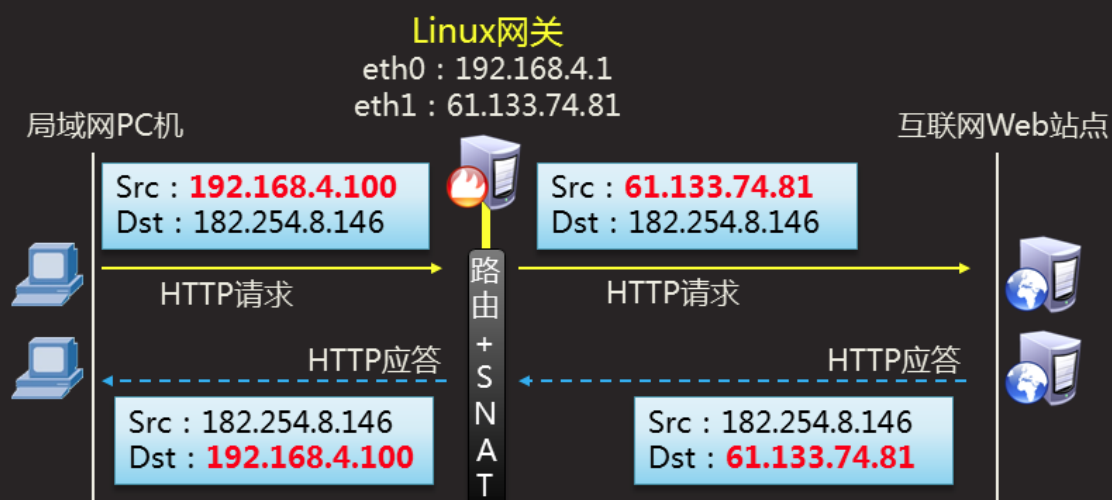 Linux网关
eth0：192.168.4.1
eth1：61.133.74.81
局域网PC机
互联网Web站点
Src：192.168.4.100
Dst：182.254.8.146
Src：61.133.74.81
Dst：182.254.8.146
HTTP请求
HTTP请求
路由+SNAT
HTTP应答
HTTP应答
Src：182.254.8.146
Dst：192.168.4.100
Src：182.254.8.146
Dst：61.133.74.81